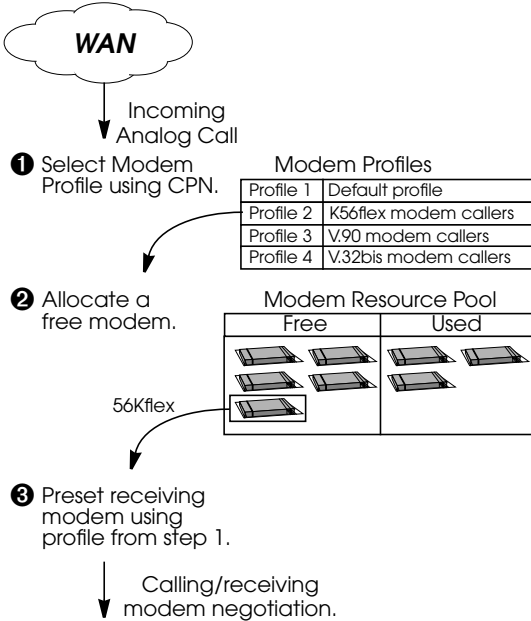 WAN
Incoming
Analog Call
❶ Select Modem
Profile using CPN.
Modem Profiles
Profile 1 Default profile
Profile 2 K56flex modem callers
Profile 3 V.90 modem callers
Profile 4 V.32bis modem callers
❷ Allocate a
free modem.
Modem Resource Pool
Free Used
56Kflex
❸ Preset receiving
modem using
profile from step 1.
Calling/receiving
modem negotiation.